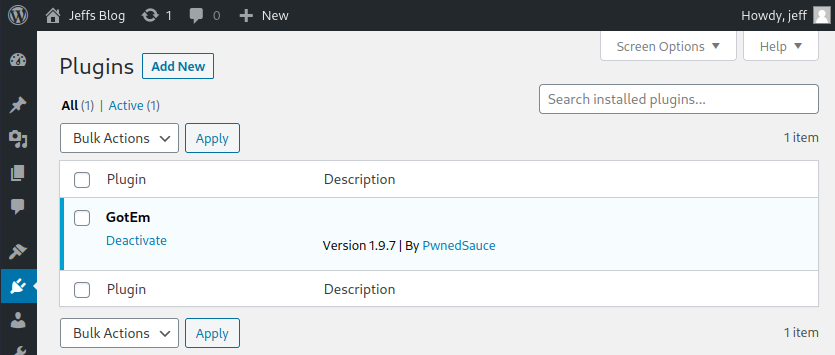 Jeffs Blog 1 0 New Howdy, jeff
Screen Options Help
Plugins Add New
All (1) | Active (1)
Search installed plugins...
Bulk Actions Apply 1 item
Plugin Description
GotEm
Deactivate
Version 1.9.7 | By PwnedSauce
Plugin Description
Bulk Actions Apply 1 item